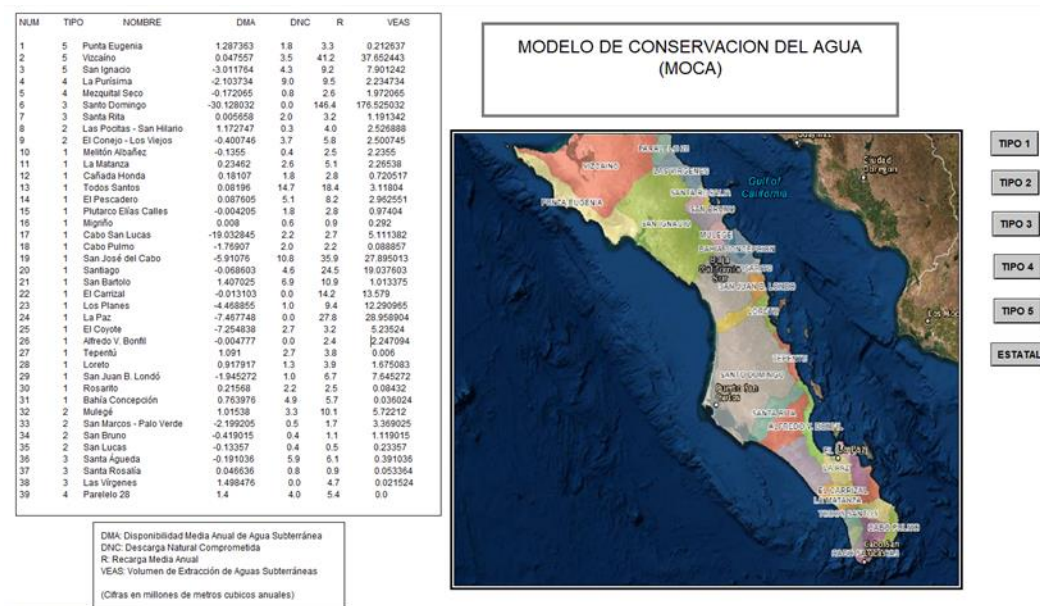 NUM TIPO NOMBRE DMA DNC R VEAS
1 5 Punta Eugenia 1.287363 1.8 3.3 0.212637
2 5 Vizcaíno 0.047557 3.5 41.2 37.652443
3 5 San Ignacio -3.011764 4.3 9.2 7.901242
4 4 La Purísima -2.103734 9.0 9.5 2.234734
5 4 Mezquital Seco -0.172065 0.8 2.6 1.972065
6 3 Santo Domingo -30.128032 0.0 146.4 176.525032
7 3 Santa Rita 0.005658 2.0 3.2 1.191342
8 2 Las Pocitas - San Hilario 1.172747 0.3 4.0 2.526888
9 2 El Conejo - Los Viejos -0.400746 3.7 5.8 2.500745
10 1 Melitón Albañez -0.1355 0.4 2.5 2.2355
11 1 La Matanza 0.23462 2.6 5.1 2.26538
12 1 Cañada Honda 0.18107 1.8 2.8 0.720517
13 1 Todos Santos 0.08196 14.7 18.4 3.11804
14 1 El Pescadero 0.087605 5.1 8.2 2.962551
15 1 Plutarco Elías Calles -0.004205 1.8 2.8 0.97404
16 1 Migriño 0.008 0.6 0.9 0.292
17 1 Cabo San Lucas -19.032845 2.2 2.7 5.111382
18 1 Cabo Pulmo -1.76907 2.0 2.2 0.088857
19 1 San José del Cabo -5.91076 10.8 35.9 27.895013
20 1 Santiago -0.068603 4.6 24.5 19.037603
21 1 San Bartolo 1.407025 6.9 10.9 1.013375
22 1 El Carrizal -0.013103 0.0 14.2 13.579
23 1 Los Planes -4.468855 1.0 9.4 12.290965
24 1 La Paz -7.467748 0.0 27.8 28.958904
25 1 El Coyote -7.254838 2.7 3.2 5.23524
26 1 Alfredo V. Bonfil -0.004777 0.0 2.4 2.247094
27 1 Tepentú 1.091 2.7 3.8 0.006
28 1 Loreto 0.917917 1.3 3.9 1.675083
29 1 San Juan B. Londó -1.945272 1.0 6.7 7.645272
30 1 Rosarito 0.21568 2.2 2.5 0.08432
31 1 Bahía Concepción 0.763976 4.9 5.7 0.036024
32 2 Mulegé 1.01538 3.3 10.1 5.72212
33 2 San Marcos - Palo Verde -2.199205 0.5 1.7 3.369025
34 2 San Bruno -0.419015 0.4 1.1 1.119015
35 2 San Lucas -0.13357 0.4 0.5 0.23357
36 3 Santa Águeda -0.191036 5.9 6.1 0.391036
37 3 Santa Rosalía 0.046636 0.8 0.9 0.053364
38 3 Las Vírgenes 1.498476 0.0 4.7 0.021524
39 4 Parelelo 28 1.4 4.0 5.4 0.0
DMA: Disponibilidad Media Anual de Agua Subterránea
DNC: Descarga Natural Comprometida
R: Recarga Media Anual
VEAS: Volumen de Extracción de Aguas Subterráneas
(Cifras en millones de metros cubicos anuales)
MODELO DE CONSERVACION DEL AGUA
(MOCA)
VIZCAINO
LAS VIRGENES
Ciudad
Obregon
Gulf of
California
SANTA ROSALIA
PUNTA EUGENIA
SAN BRUNO
SAN IGNACIO
MULEGE
BAHIA CONCEPCION
Baja
California
Sur
SAN JUAN B. LONDO
LORETO
TEPENTU
SANTO DOMINGO
SANTA RITA
ALFREDO V. BONFIL
LA PAZ
EL CARRIZAL
LA MATANZA
TODOS SANTOS
CABO PULMO
TIPO 1
TIPO 2
TIPO 3
TIPO 4
TIPO 5
ESTATAL